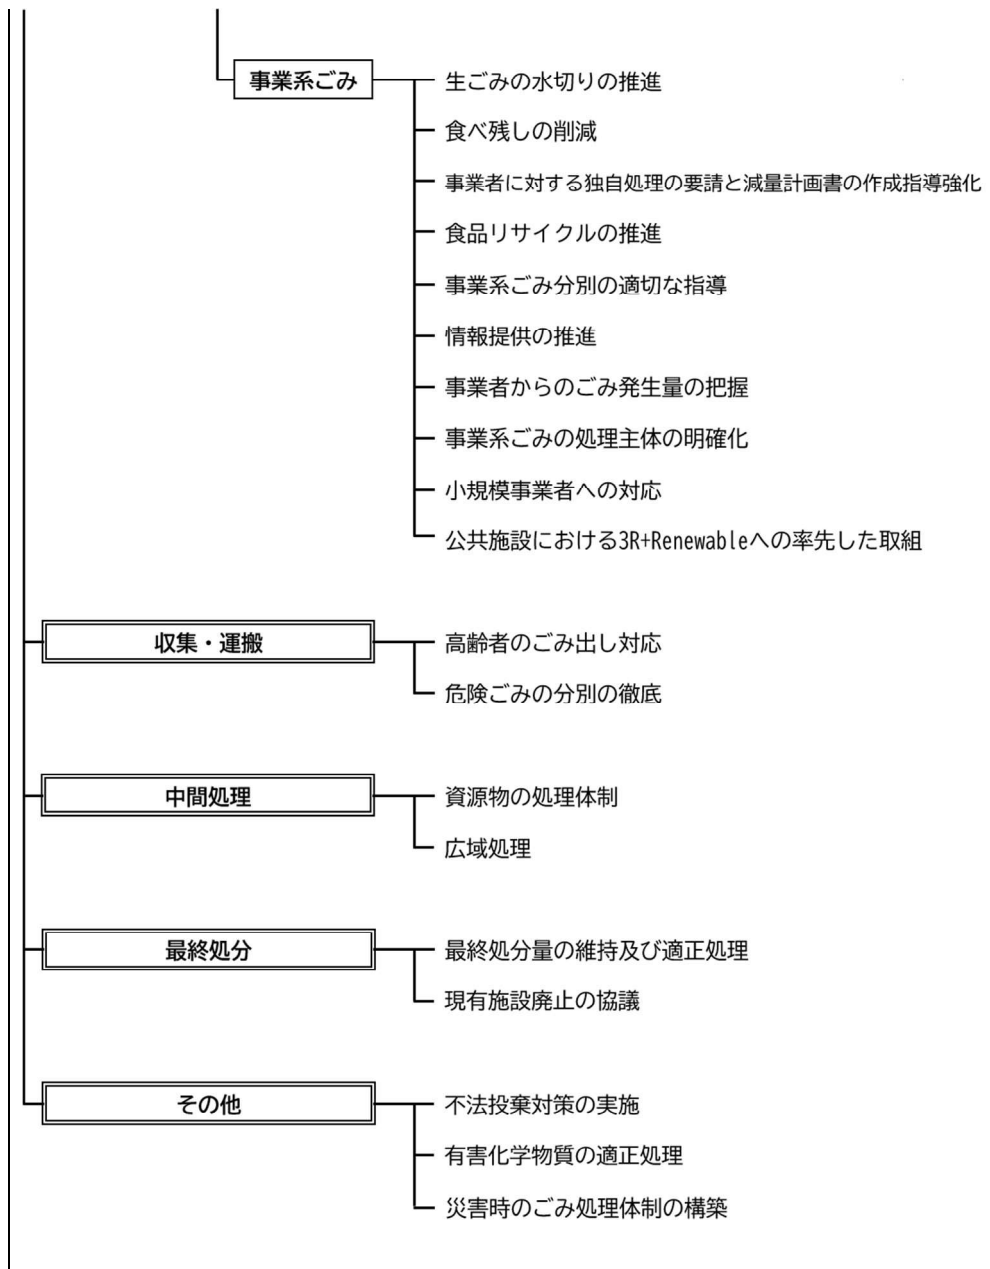 事業系ごみ
生ごみの水切りの推進
食べ残しの削減
事業者に対する独自処理の要請と減量計画書の作成指導強化
食品リサイクルの推進
事業系ごみ分別の適切な指導
情報提供の推進
事業者からのごみ発生量の把握
事業系ごみの処理主体の明確化
小規模事業者への対応
公共施設における3R+Renewableへの率先した取組
収集・運搬
高齢者のごみ出し対応
危険ごみの分別の徹底
中間処理
資源物の処理体制
広域処理
最終処分
最終処分量の維持及び適正処理
現有施設廃止の協議
その他
不法投棄対策の実施
有害化学物質の適正処理
災害時のごみ処理体制の構築